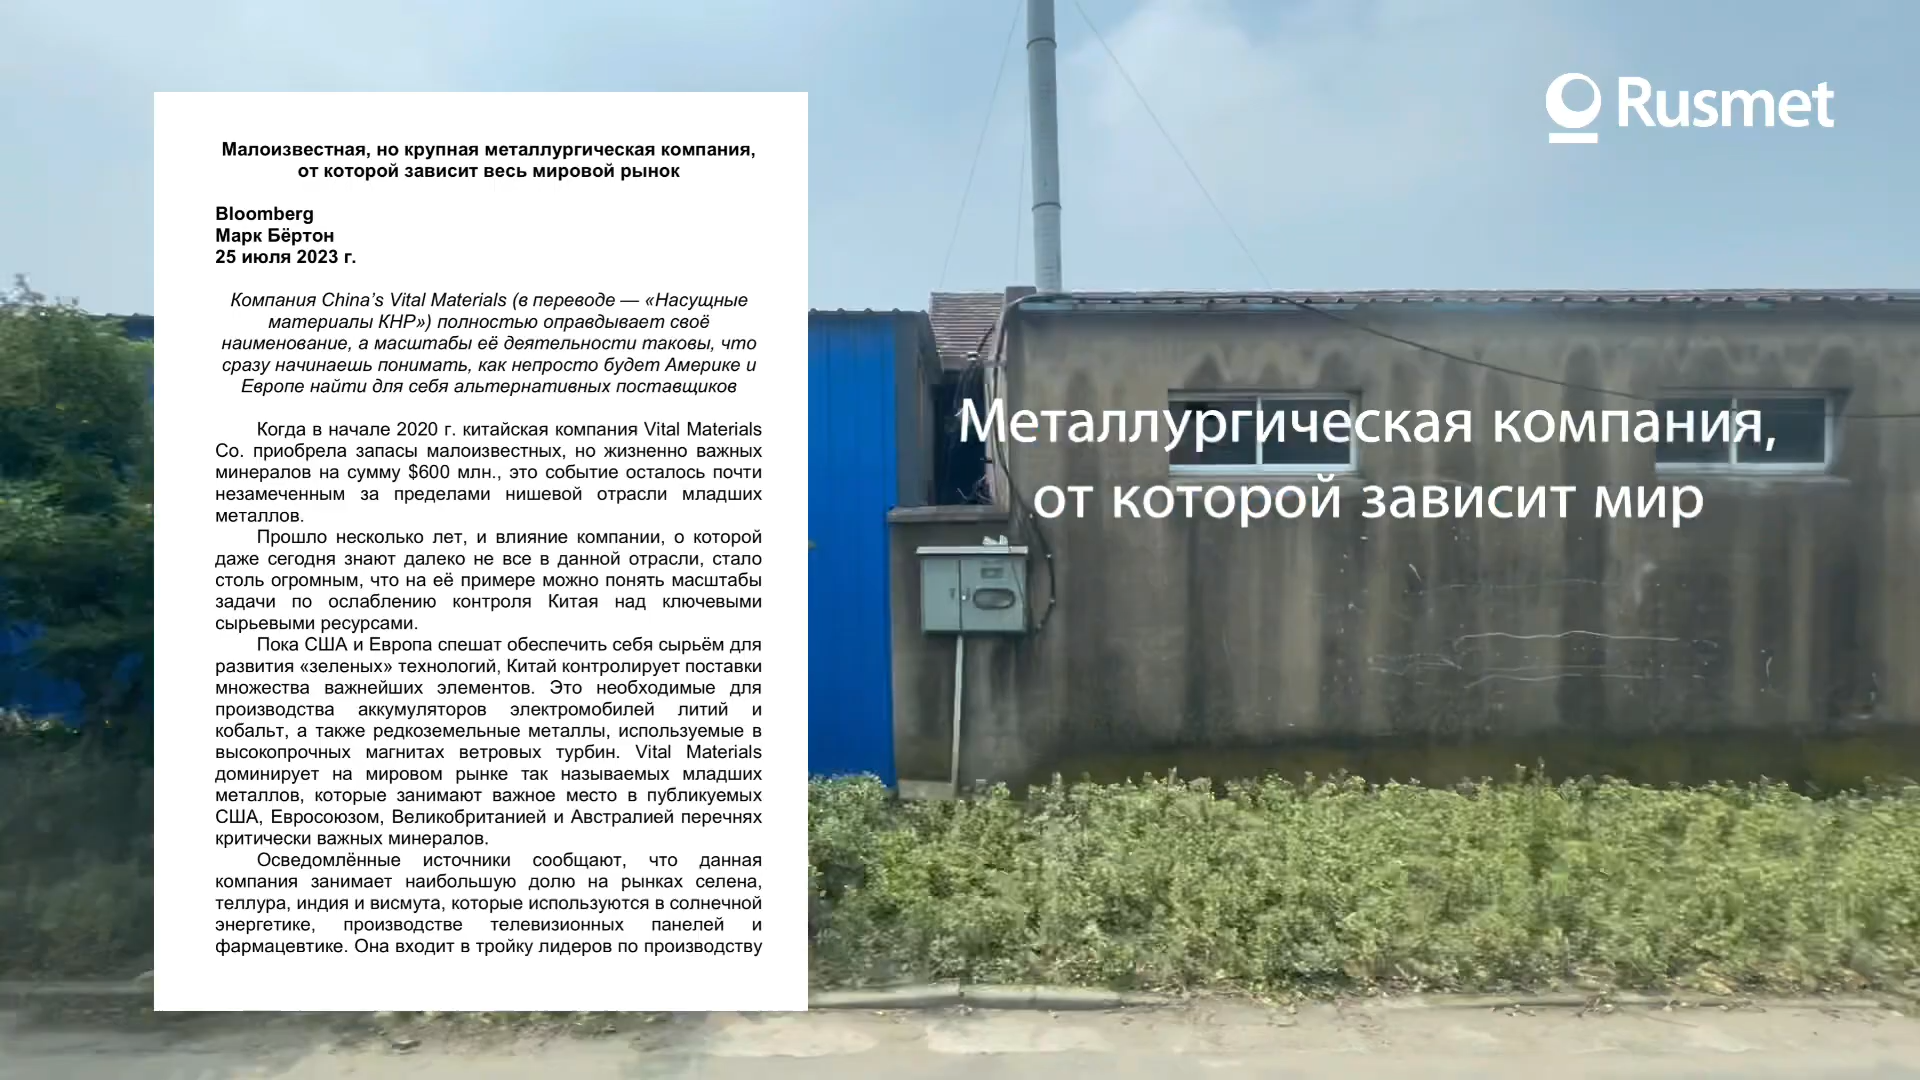 Малоизвестная, но крупная металлургическая компания,
от которой зависит весь мировой рынок
Bloomberg
Марк Бёртон
25 июля 2023 г.
Компания China’s Vital Materials (в переводе — «Насущные
материалы КНР») полностью оправдывает своё
наименование, а масштабы её деятельности таковы, что
сразу начинаешь понимать, как непросто будет Америке и
Европе найти для себя альтернативных поставщиков
Когда в начале 2020 г. китайская компания Vital Materials
Co. приобрела запасы малоизвестных, но жизненно важных
минералов на сумму $600 млн., это событие осталось почти
незамеченным за пределами нишевой отрасли младших
металлов.
Прошло несколько лет, и влияние компании, о которой
даже сегодня знают далеко не все в данной отрасли, стало
столь огромным, что на её примере можно понять масштабы
задачи по ослаблению контроля Китая над ключевыми
сырьевыми ресурсами.
Пока США и Европа спешат обеспечить себя сырьём для
развития «зеленых» технологий, Китай контролирует поставки
множества важнейших элементов. Это необходимые для
производства аккумуляторов электромобилей литий и
кобальт, а также редкоземельные металлы, используемые в
высокопрочных магнитах ветровых турбин. Vital Materials
доминирует на мировом рынке так называемых младших
металлов, которые занимают важное место в публикуемых
США, Евросоюзом, Великобританией и Австралией перечнях
критически важных минералов.
Осведомлённые источники сообщают, что данная
компания занимает наибольшую долю на рынках селена,
теллура, индия и висмута, которые используются в солнечной
энергетике, производстве телевизионных панелей и
фармацевтике. Она входит в тройку лидеров по производству
Rusmet
Металлургическая компания,
от которой зависит мир